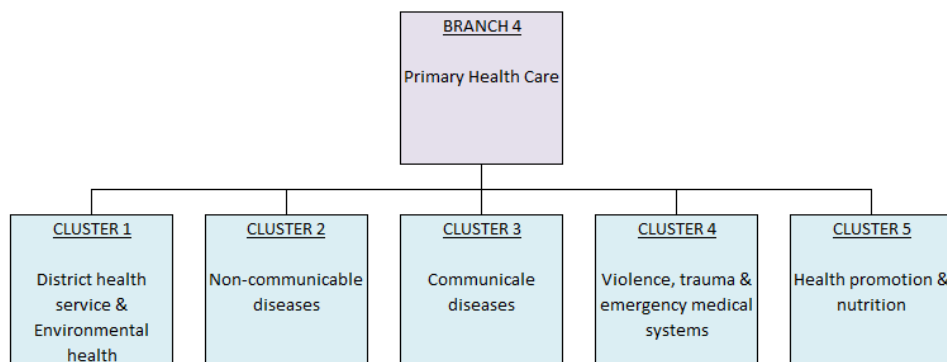 BRANCH 4
Primary Health Care
CLUSTER 1
District health
service &
Environmental
health
CLUSTER 2
Non-communicable
diseases
CLUSTER 3
Communicale
diseases
CLUSTER 4
Violence, trauma &
emergency medical
systems
CLUSTER 5
Health promotion &
nutrition